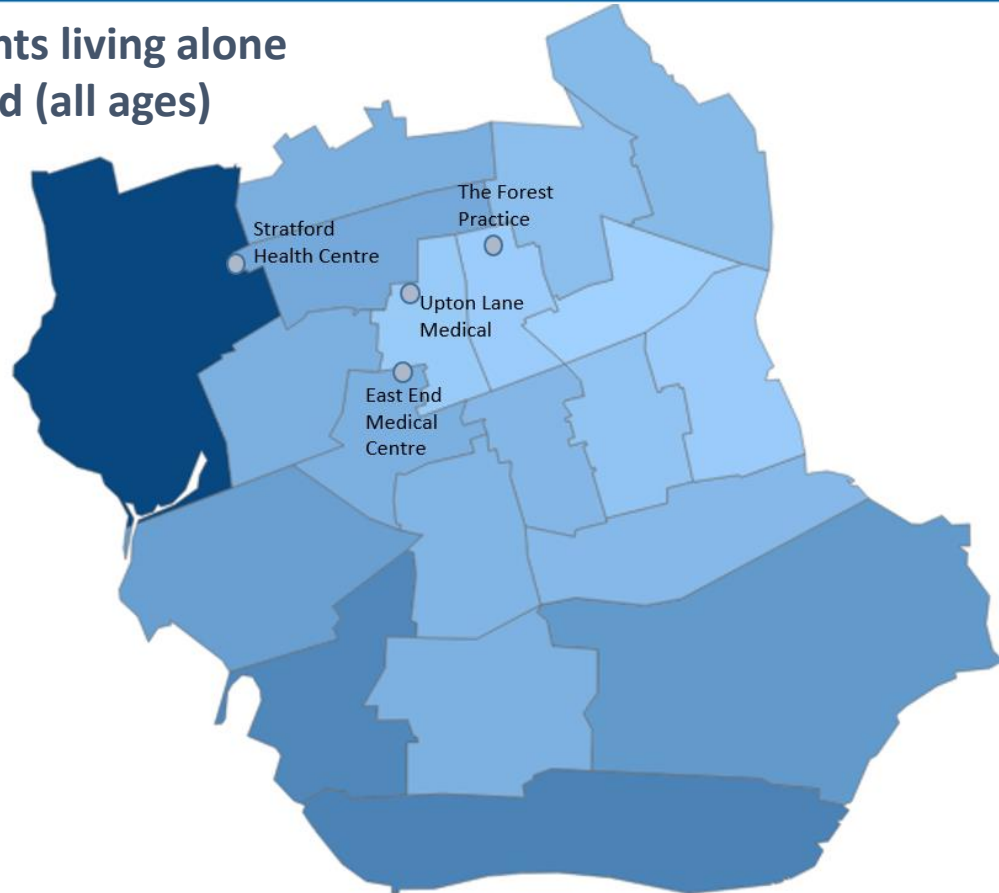 nts living alone
d (all ages)
The Forest
Practice
Stratford
Health Centre
Upton Lane
Medical
East End
Medical
Centre